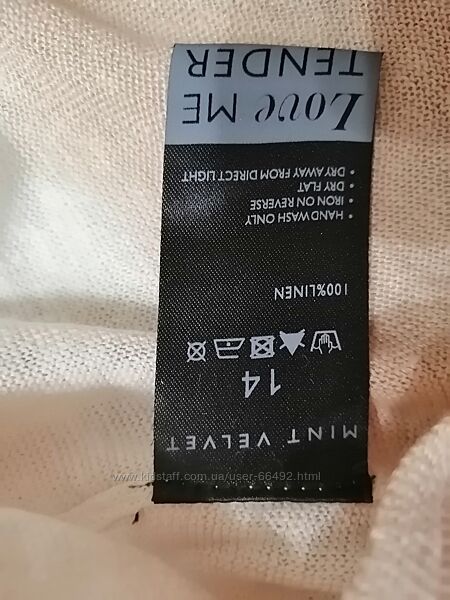 MINT VELVET
14
100%LINEN
• HAND WASH ONLY
• IRON ON REVERSE
• DRY FLAT
• DRY AWAY FROM DIRECT LIGHT
Love ME
TENDER
www.kidstaff.com.ua/user-66492.html